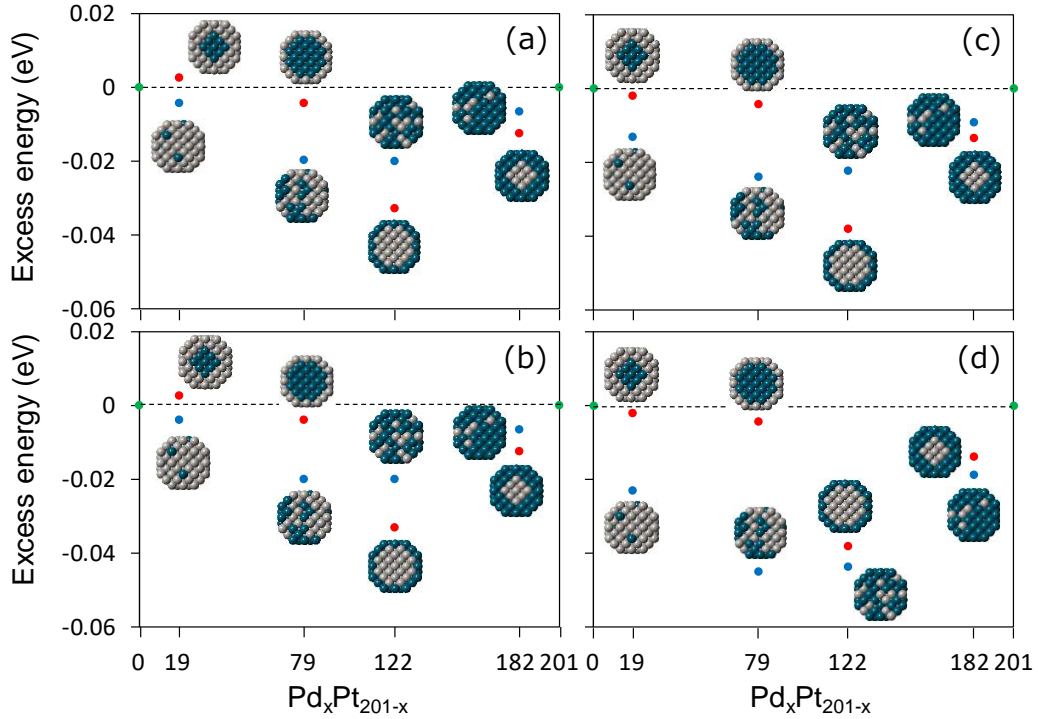 0.02
0
-0.02
-0.04
-0.06
Excess energy (eV)
(a)
(c)
0.02
0
-0.02
-0.04
-0.06
Excess energy (eV)
(b)
(d)
0 19 79 122 182 201
0 19 79 122 182 201
PdxPt201-x
PdxPt201-x